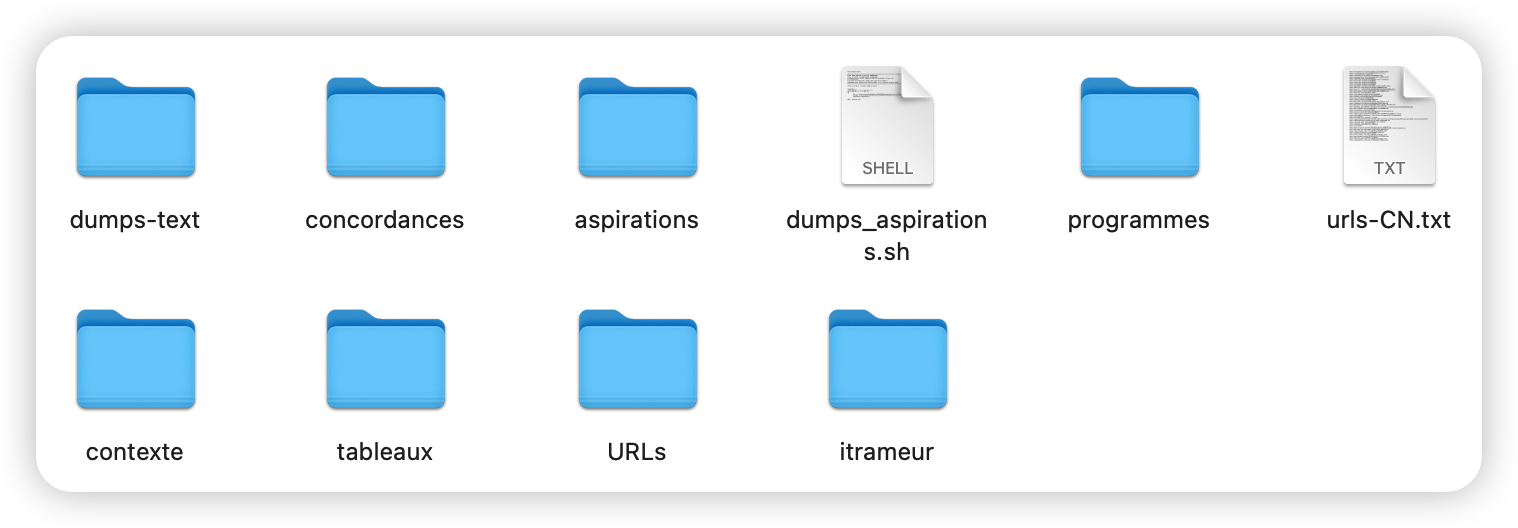 SHELL
TXT
dumps-text
concordances
aspirations
dumps_aspiration
s.sh
programmes
urls-CN.txt
contexte
tableaux
URLs
itrameur